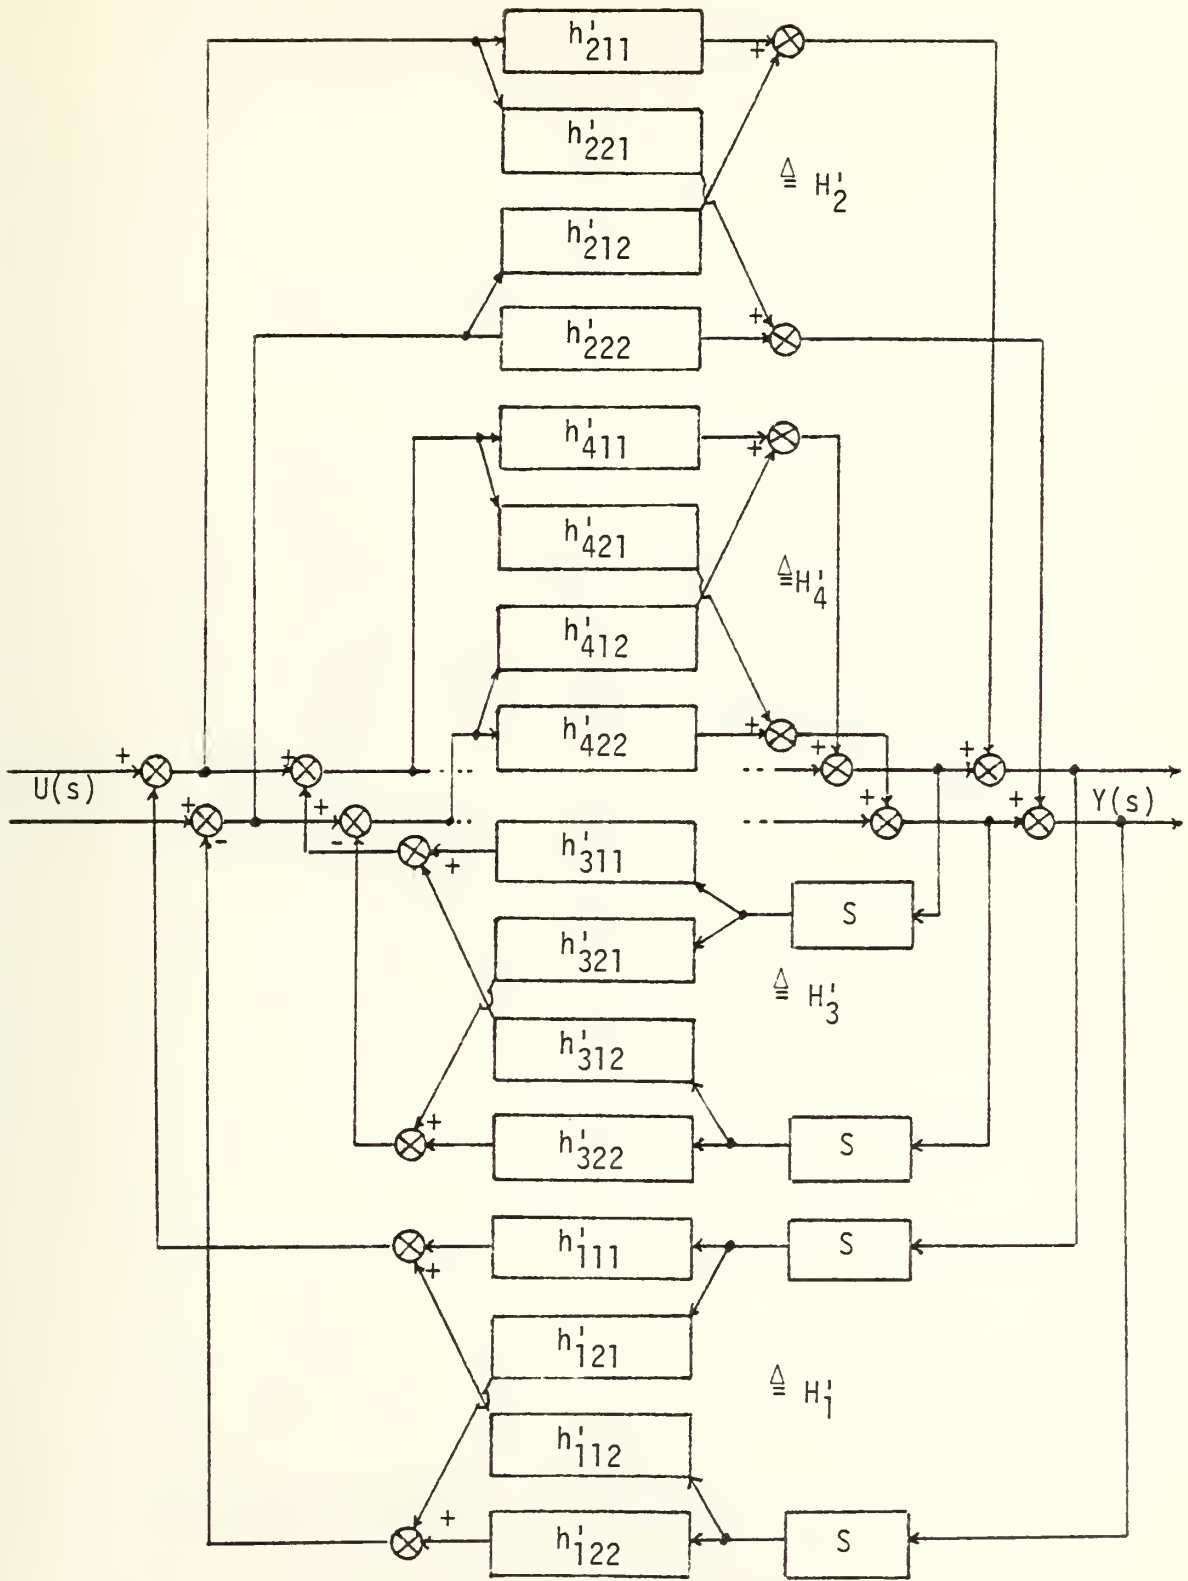 h'211
+
h'221
≜ H'2
h'212
+
h'222
h'411
+
h'421
≜H'4
h'412
+
h'422
+ + ... ... + +
U(s)
+ + - ... ... + + Y(s)
- + h'311
S
h'321
≜ H'3
h'312
+
h'322 S
h'111 S
+
h'121
≜ H'1
h'112
+
h'122 S